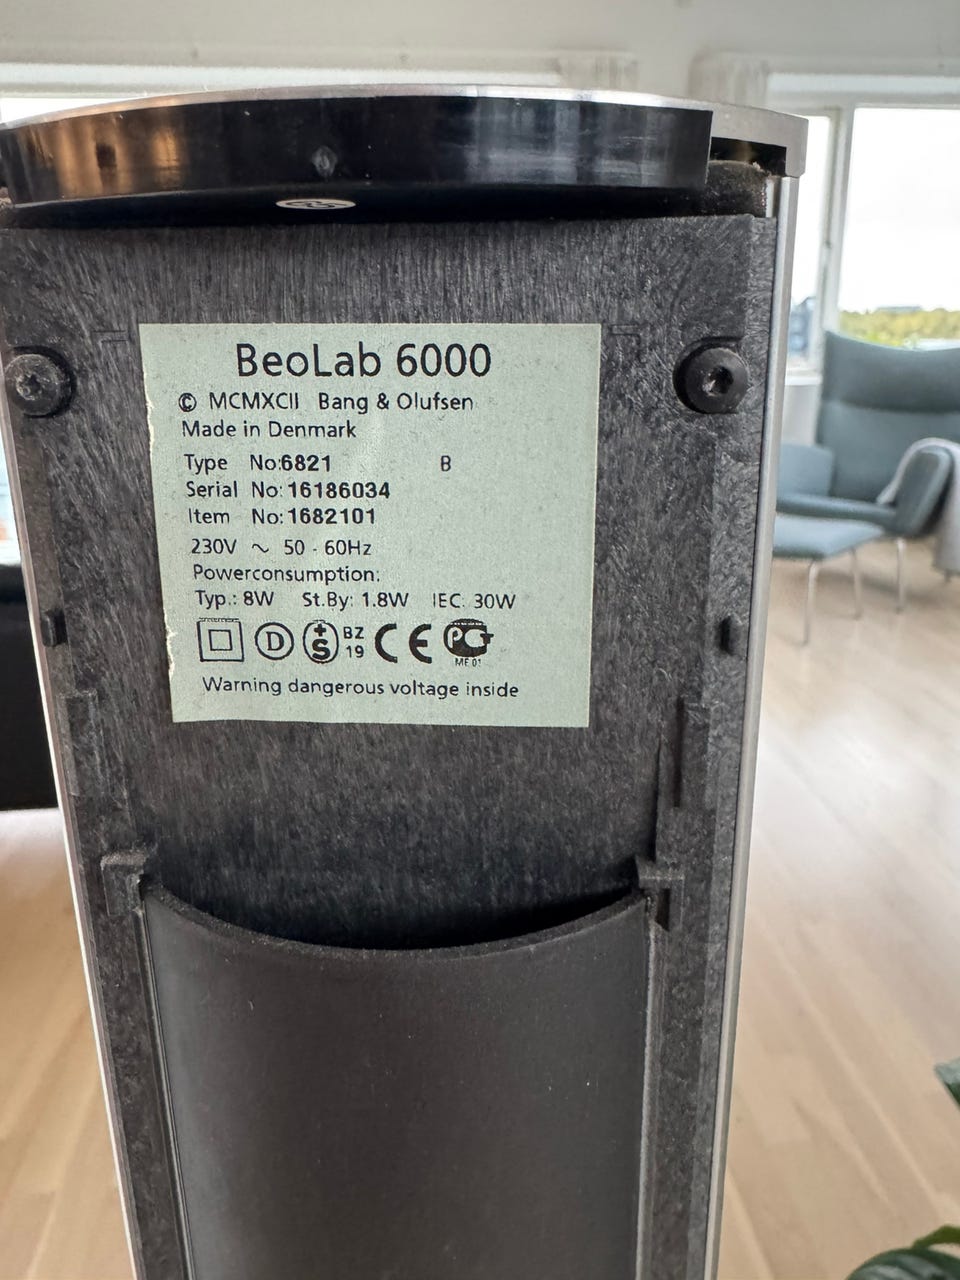 BeoLab 6000
© MCMXCII Bang & Olufsen
Made in Denmark
Type No:6821 B
Serial No: 16186034
Item No: 1682101
230V ~ 50 - 60Hz
Powerconsumption:
Typ.: 8W St.By: 1.8W IEC: 30W
D S BZ 19 CE PG
ME 01
Warning dangerous voltage inside